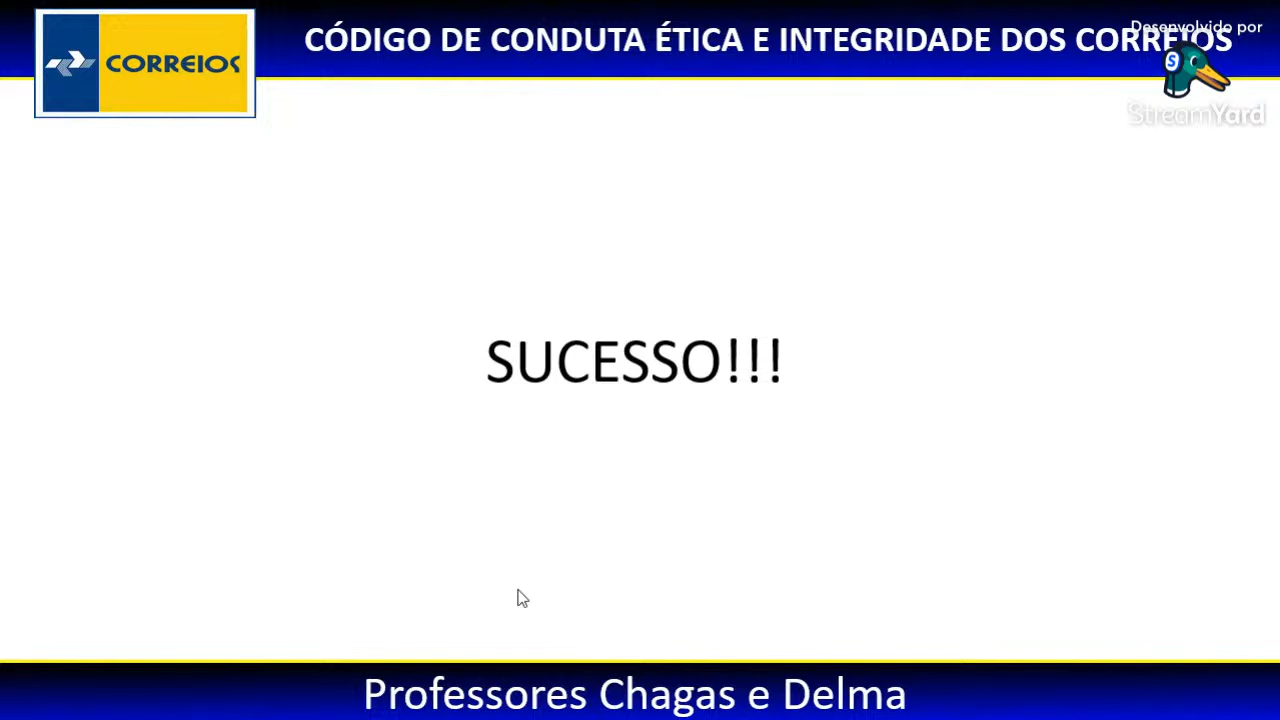 CORREIOS
CÓDIGO DE CONDUTA ÉTICA E INTEGRIDADE DOS CORREIOS
Desenvolvido por
S
StreamYard
SUCESSO!!!
Professores Chagas e Delma